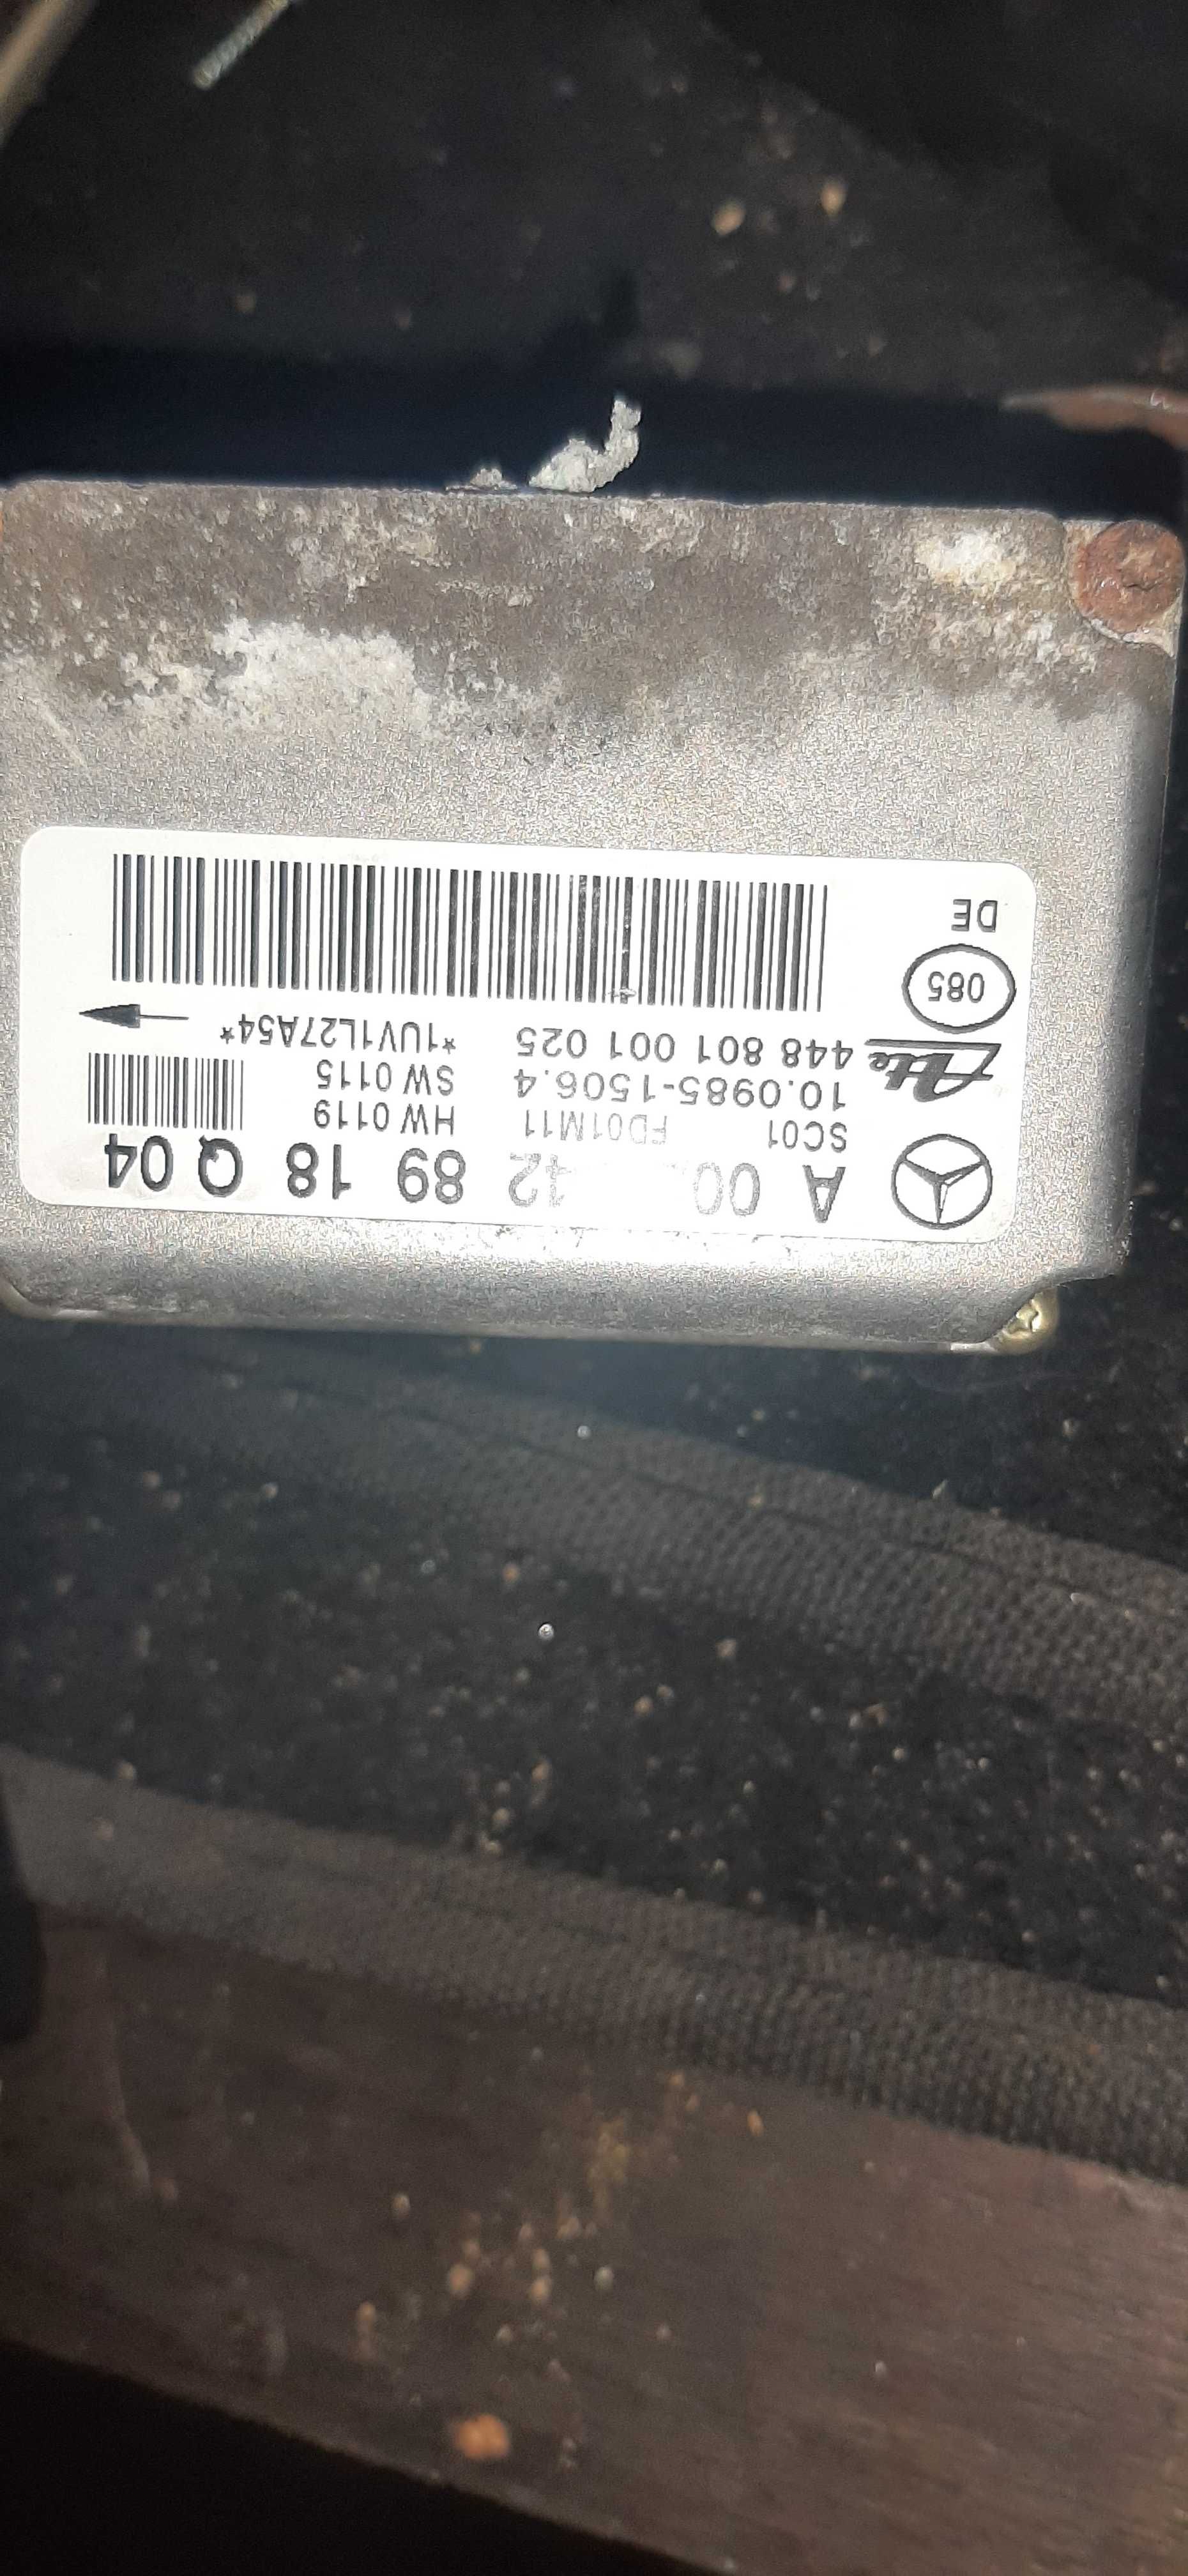 A 42 89 18 Q 04
SC01 FD01M11 HW 0119
10.0985-1506.4 SW 0115
Ate 448 801 001 025 *1UV1L27A54*
085
DE